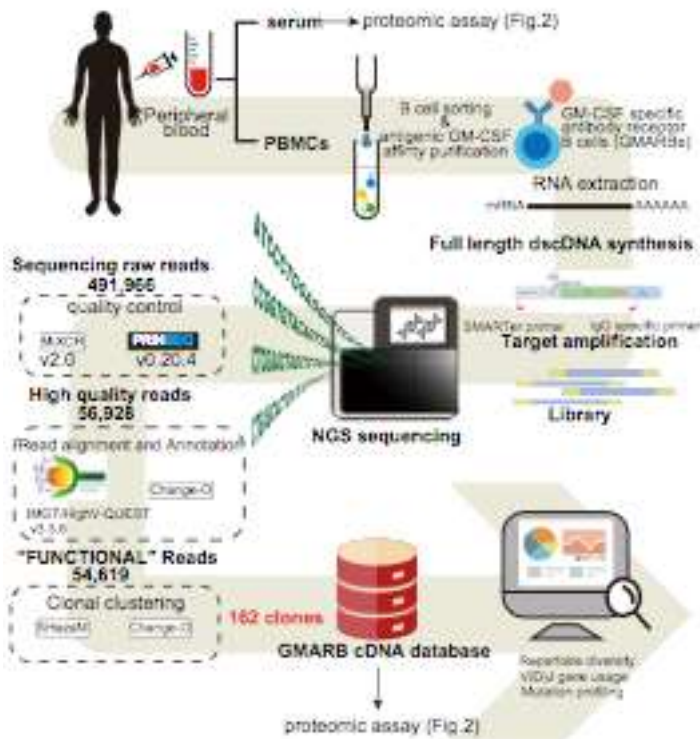 serum
proteomic assay (Fig.2)
Peripheral
blood
PBMCs
B cell sorting
&
antigenic GM-CSF
affinty purification
GM-CSF specific
antibody receptor
B cells (GMARBs)
RNA extraction
mRNA
AAAAAA
Full length dscDNA synthesis
SMARTer primer
IgG specific primer
Target amplification
Library
NGS sequencing
Sequencing raw reads
491,966
quality control
MiXCR
v2.0
v0.20.4
High quality reads
56,928
Read alignment and Annotation
IMGT/HighV-QUEST
Change-O
"FUNCTIONAL" Reads
54,619
Clonal clustering
SHazaM
Change-O
162 clones
GMARB cDNA database
Repertoire diversity
V(D)J gene usage
Mutation profiling
proteomic assay (Fig.2)